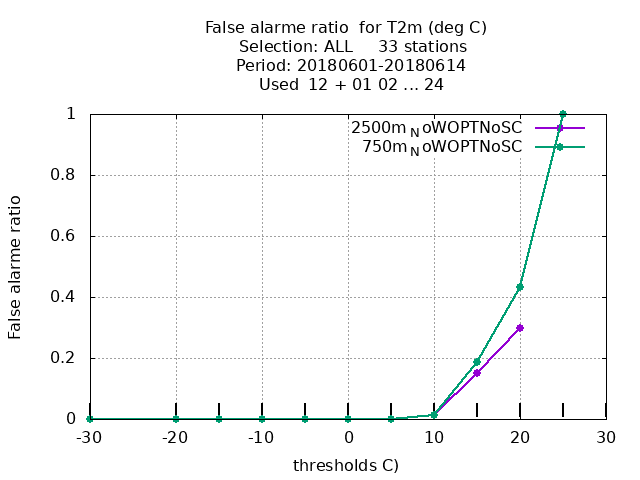 False alarme ratio  for T2m (deg C)
Selection: ALL     33 stations
Period: 20180601-20180614
Used  12 + 01 02 ... 24
2500m_NoWOPTNoSC
750m_NoWOPTNoSC
False alarme ratio
1
0.8
0.6
0.4
0.2
0
-30 -20 -10 0 10 20 30
thresholds C)